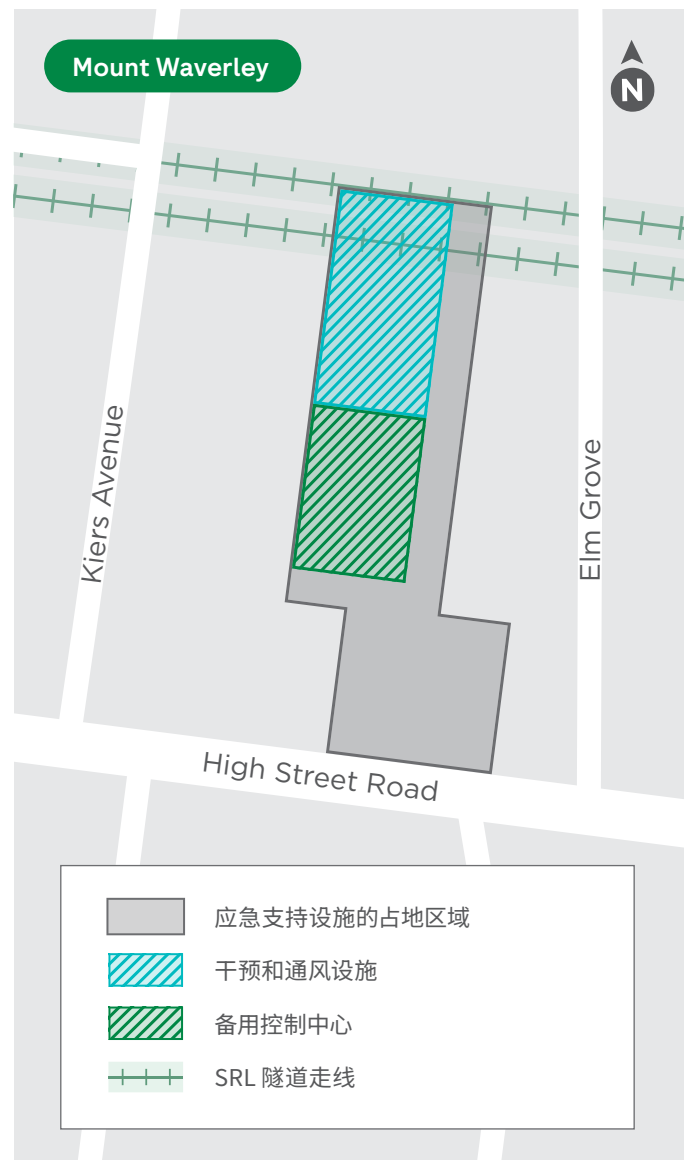 Mount Waverley
N
Kiers Avenue
Elm Grove
High Street Road
应急支持设施的占地区域
干预和通风设施
备用控制中心
SRL 隧道走线